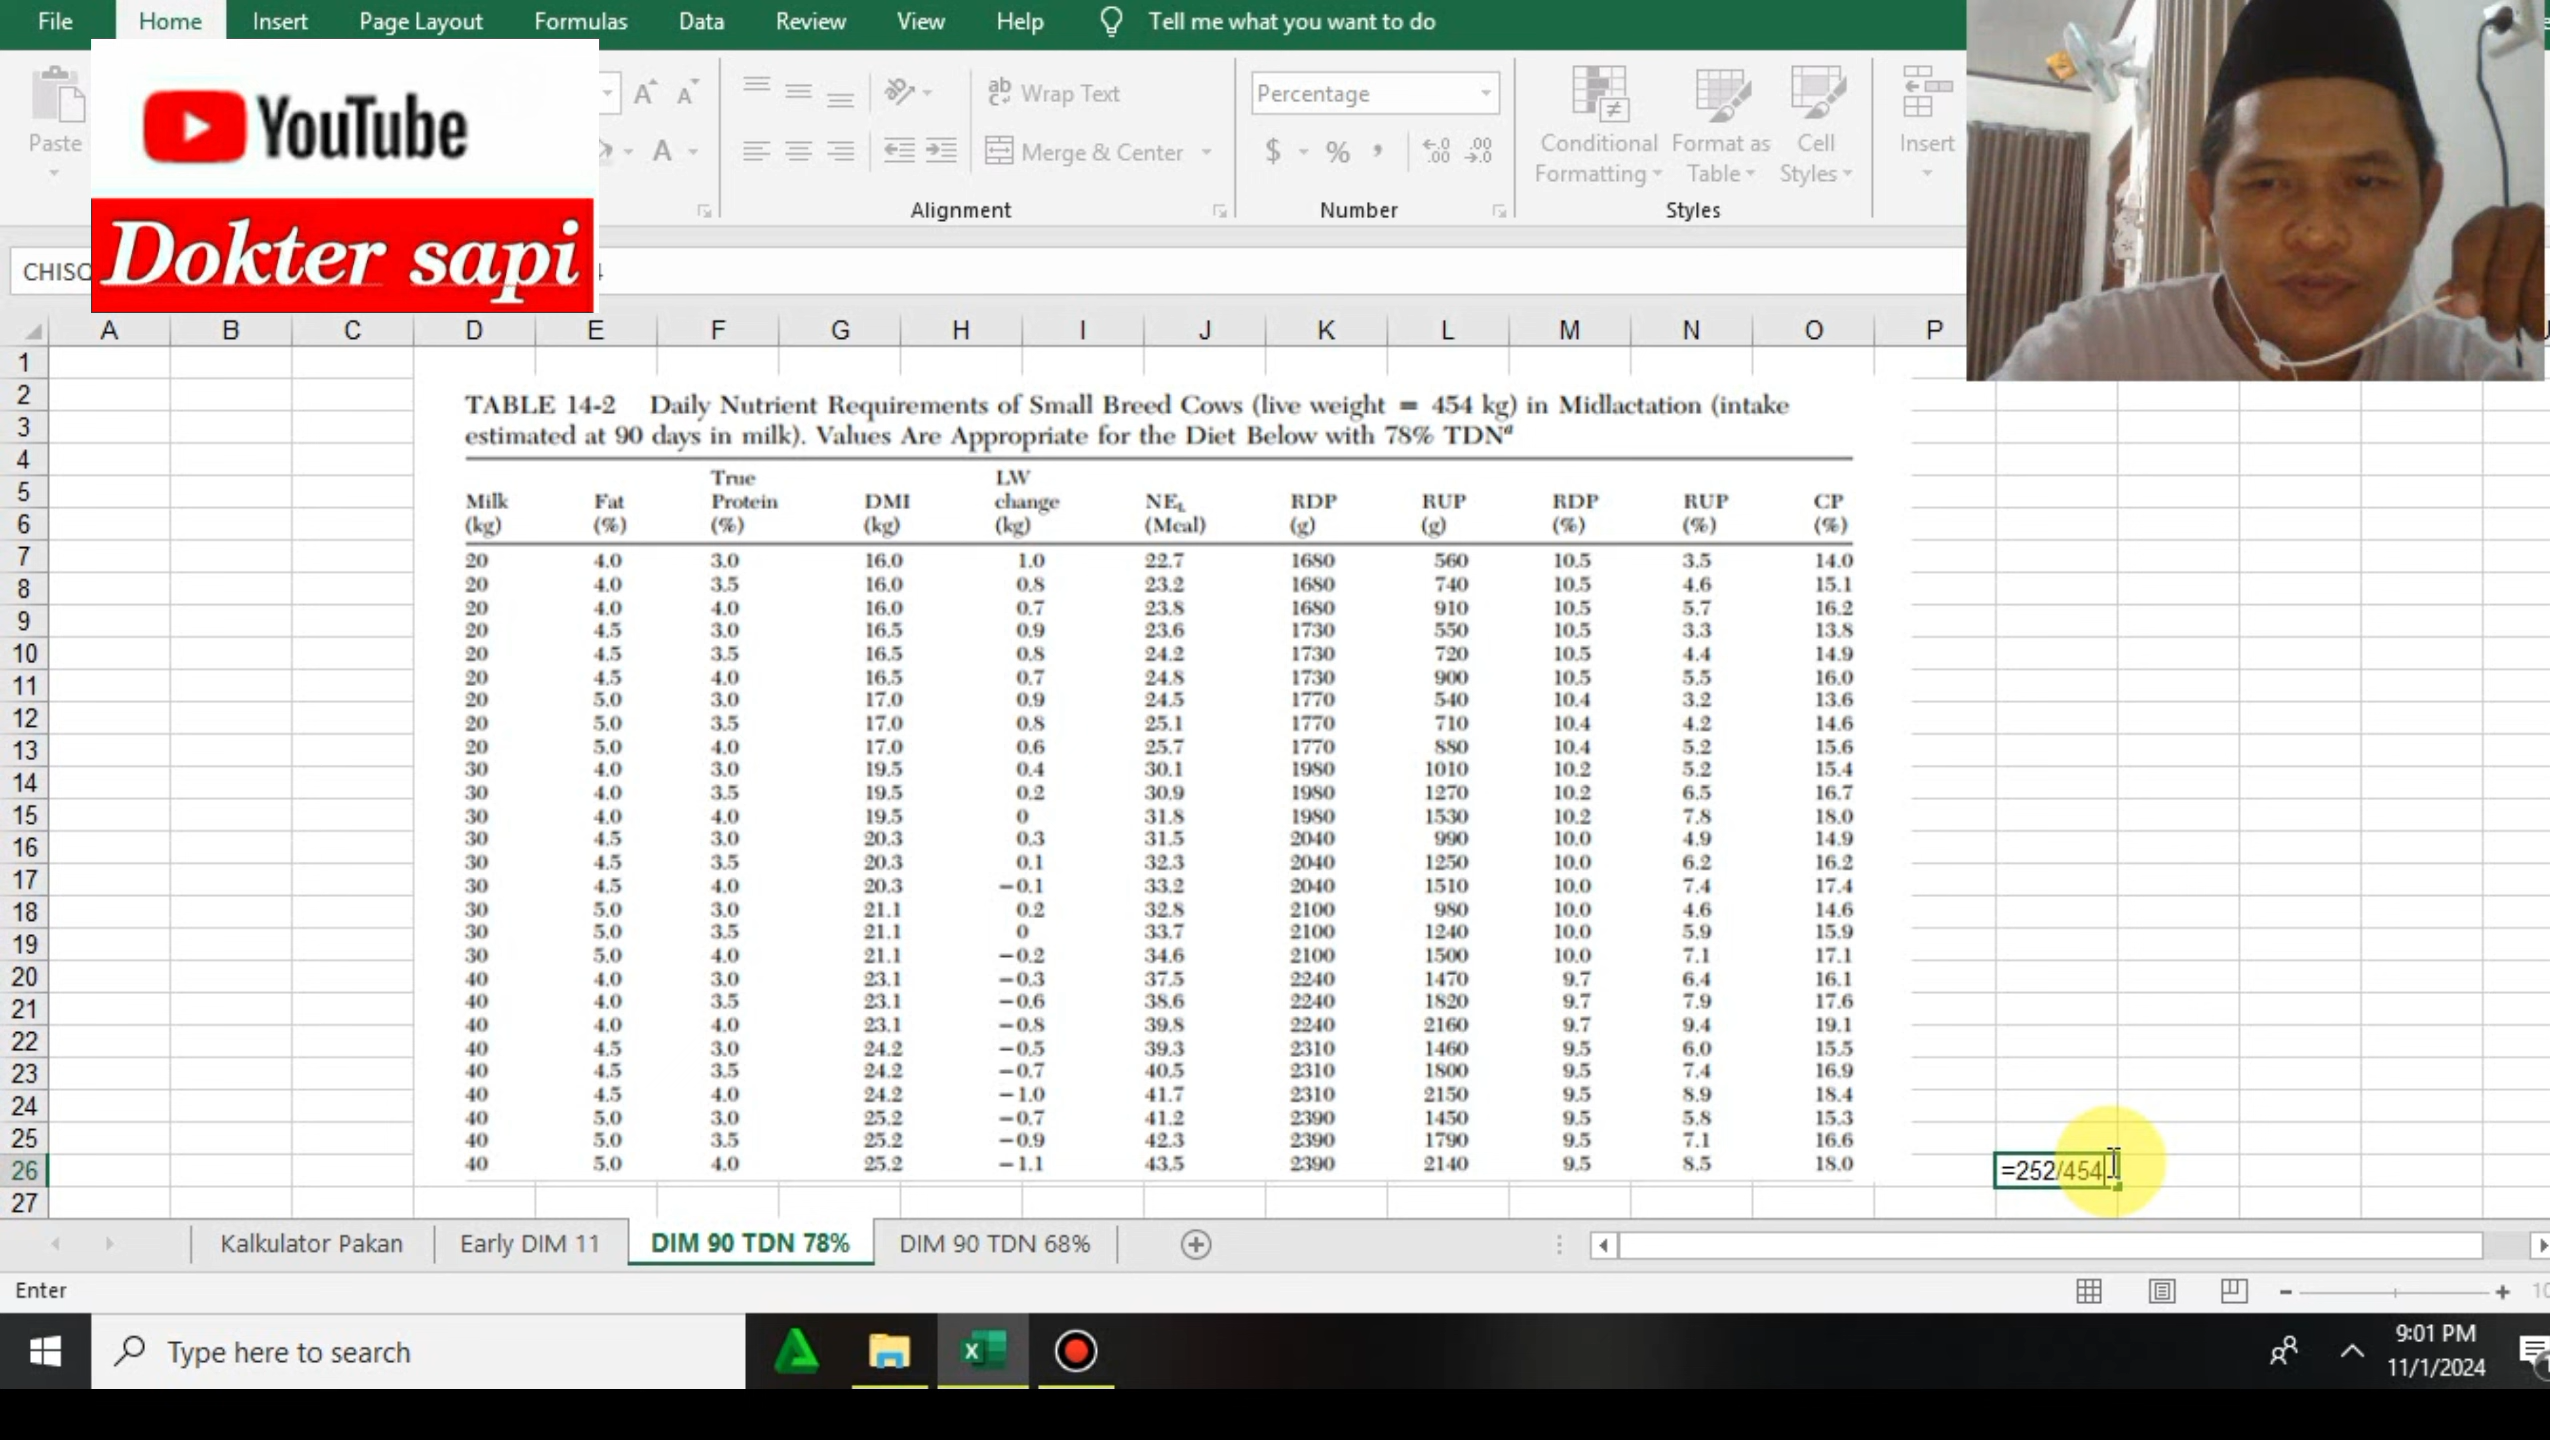 File Home Insert Page Layout Formulas Data Review View Help Tell me what you want to do
Paste
YouTube
Dokter sapi
Wrap Text
Merge & Center
Alignment
Percentage
$ % ,
Number
Conditional Formatting
Format as Table
Cell Styles
Styles
Insert
CHISQ
A B C D E F G H I J K L M N O P
TABLE 14-2 Daily Nutrient Requirements of Small Breed Cows (live weight = 454 kg) in Midlactation (intake
estimated at 90 days in milk). Values Are Appropriate for the Diet Below with 78% TDNa
Milk (kg) Fat (%) True Protein (%) DMI (kg) LW change (kg) NEL (Mcal) RDP (g) RUP (g) RDP (%) RUP (%) CP (%)
20 4.0 3.0 16.0 1.0 22.7 1680 560 10.5 3.5 14.0
20 4.0 3.5 16.0 0.8 23.2 1680 740 10.5 4.6 15.1
20 4.0 4.0 16.0 0.7 23.8 1680 910 10.5 5.7 16.2
20 4.5 3.0 16.5 0.9 23.6 1730 550 10.5 3.3 13.8
20 4.5 3.5 16.5 0.8 24.2 1730 720 10.5 4.4 14.9
20 4.5 4.0 16.5 0.7 24.8 1730 900 10.5 5.5 16.0
20 5.0 3.0 17.0 0.9 24.5 1770 540 10.4 3.2 13.6
20 5.0 3.5 17.0 0.8 25.1 1770 710 10.4 4.2 14.6
20 5.0 4.0 17.0 0.6 25.7 1770 880 10.4 5.2 15.6
30 4.0 3.0 19.5 0.4 30.1 1980 1010 10.2 5.2 15.4
30 4.0 3.5 19.5 0.2 30.9 1980 1270 10.2 6.5 16.7
30 4.0 4.0 19.5 0 31.8 1980 1530 10.2 7.8 18.0
30 4.5 3.0 20.3 0.3 31.5 2040 990 10.0 4.9 14.9
30 4.5 3.5 20.3 0.1 32.3 2040 1250 10.0 6.2 16.2
30 4.5 4.0 20.3 −0.1 33.2 2040 1510 10.0 7.4 17.4
30 5.0 3.0 21.1 0.2 32.8 2100 980 10.0 4.6 14.6
30 5.0 3.5 21.1 0 33.7 2100 1240 10.0 5.9 15.9
30 5.0 4.0 21.1 −0.2 34.6 2100 1500 10.0 7.1 17.1
40 4.0 3.0 23.1 −0.3 37.5 2240 1470 9.7 6.4 16.1
40 4.0 3.5 23.1 −0.6 38.6 2240 1820 9.7 7.9 17.6
40 4.0 4.0 23.1 −0.8 39.8 2240 2160 9.7 9.4 19.1
40 4.5 3.0 24.2 −0.5 39.3 2310 1460 9.5 6.0 15.5
40 4.5 3.5 24.2 −0.7 40.5 2310 1800 9.5 7.4 16.9
40 4.5 4.0 24.2 −1.0 41.7 2310 2150 9.5 8.9 18.4
40 5.0 3.0 25.2 −0.7 41.2 2390 1450 9.5 5.8 15.3
40 5.0 3.5 25.2 −0.9 42.3 2390 1790 9.5 7.1 16.6
40 5.0 4.0 25.2 −1.1 43.5 2390 2140 9.5 8.5 18.0
=252/454
1
2
3
4
5
6
7
8
9
10
11
12
13
14
15
16
17
18
19
20
21
22
23
24
25
26
27
Kalkulator Pakan Early DIM 11 DIM 90 TDN 78% DIM 90 TDN 68%
Enter
Type here to search
9:01 PM
11/1/2024